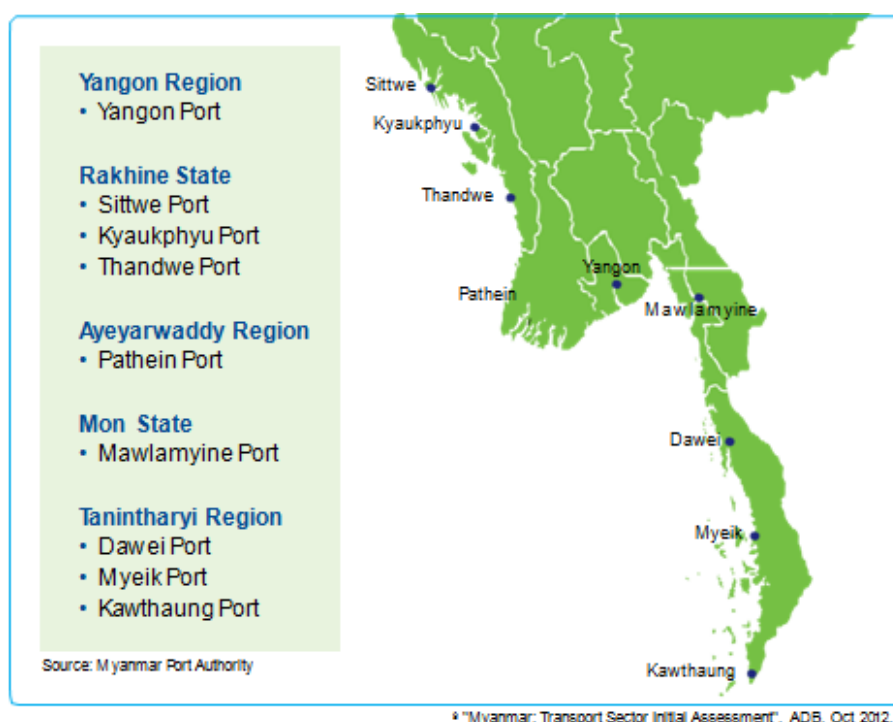 Yangon Region
• Yangon Port
Rakhine State
• Sittwe Port
• Kyaukphyu Port
• Thandwe Port
Ayeyarwaddy Region
• Pathein Port
Mon State
• Mawlamyine Port
Tanintharyi Region
• Dawei Port
• Myeik Port
• Kawthaung Port
Source: Myanmar Port Authority
Sittwe
Kyaukphyu
Thandwe
Yangon
Pathein
Mawlamyine
Dawei
Myeik
Kawthaung
⁹ "Myanmar: Transport Sector Initial Assessment", ADB, Oct 2012.